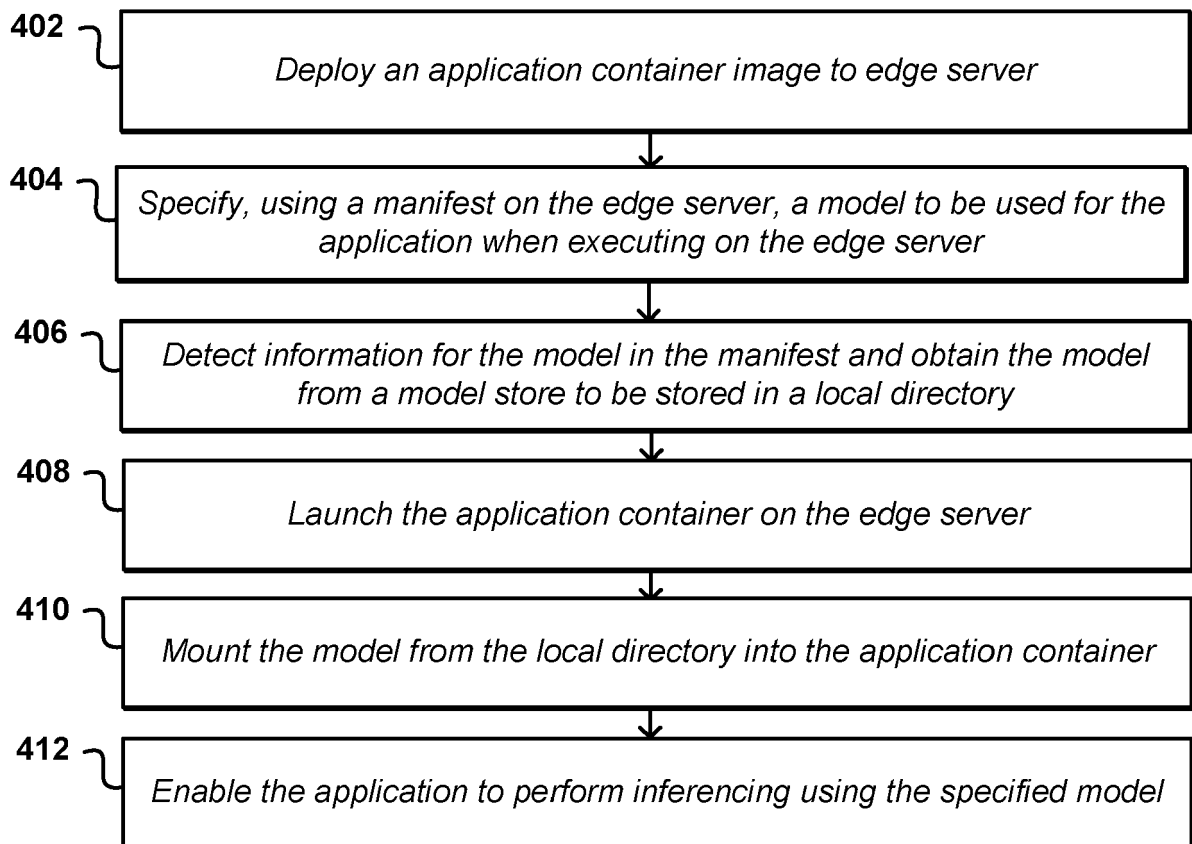 402
Deploy an application container image to edge server
404
Specify, using a manifest on the edge server, a model to be used for the
application when executing on the edge server
406
Detect information for the model in the manifest and obtain the model
from a model store to be stored in a local directory
408
Launch the application container on the edge server
410
Mount the model from the local directory into the application container
412
Enable the application to perform inferencing using the specified model